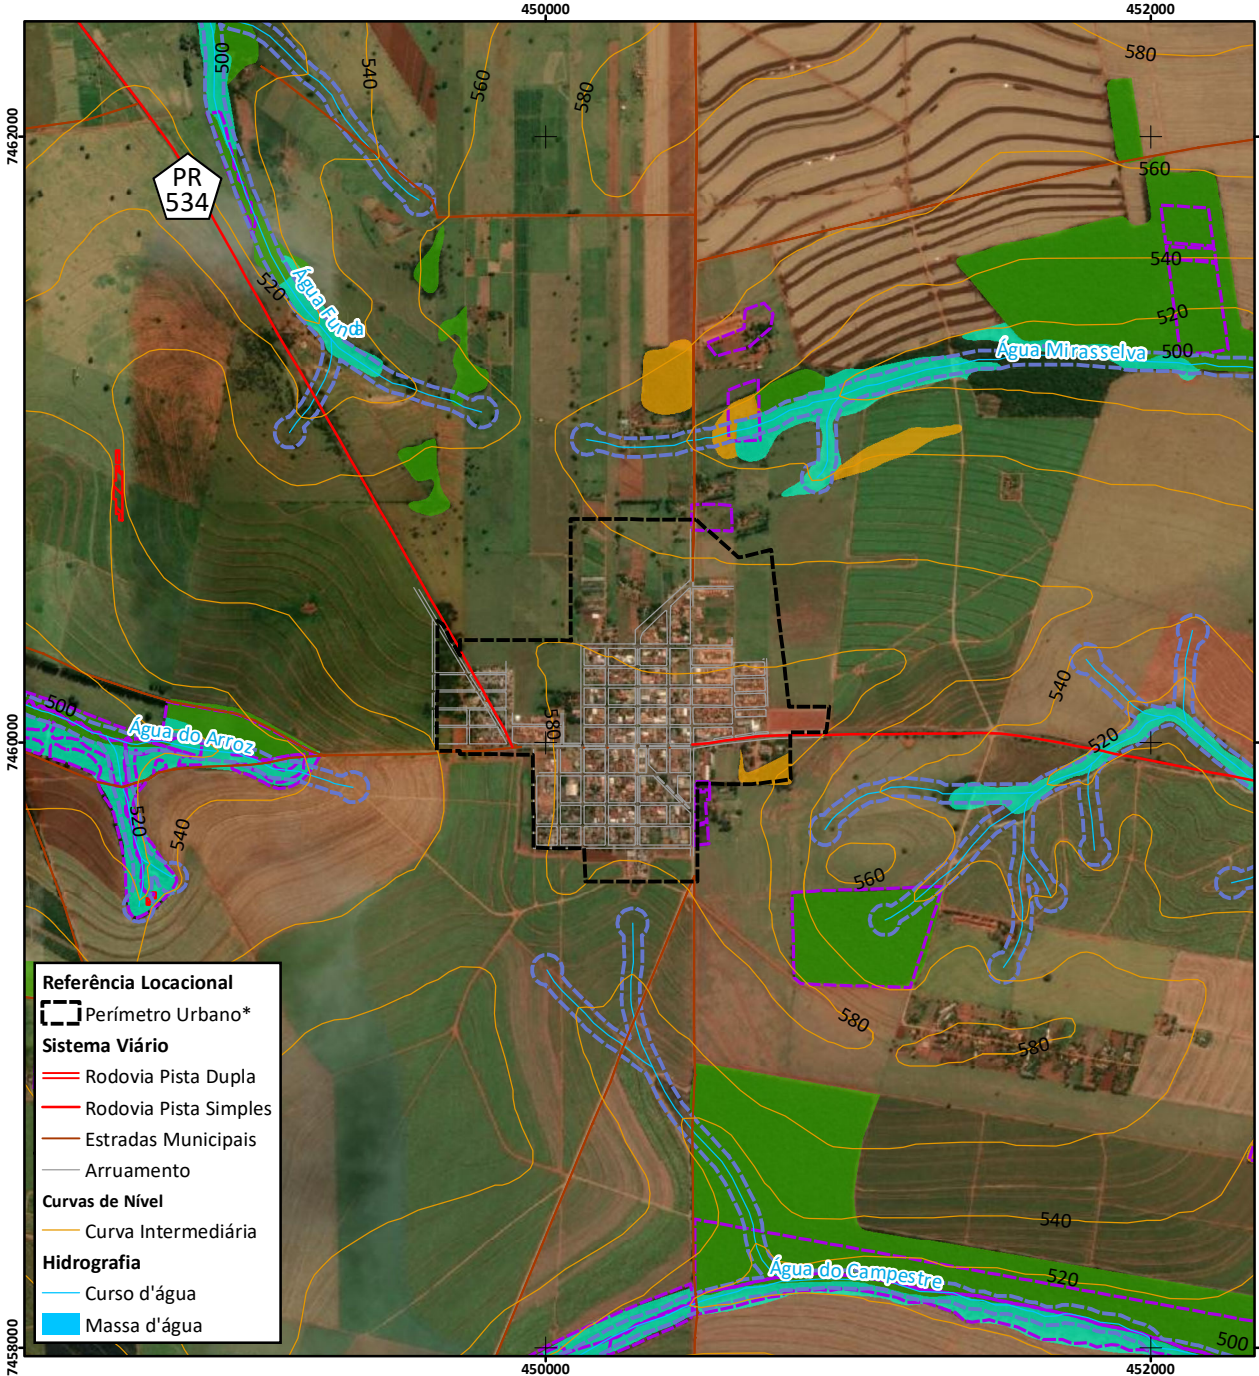 450000
452000
580
500
540
560
580
7462000
560
PR
534
540
520
Água Funda
520
500
Água Mirasselva
540
500
Água do Arroz
580
520
7460000
520
540
560
580
580
Referência Locacional
Perímetro Urbano*
Sistema Viário
Rodovia Pista Dupla
Rodovia Pista Simples
Estradas Municipais
Arruamento
Curvas de Nível
Curva Intermediária
Hidrografia
Curso d'água
Massa d'água
540
Água do Campestre
520
500
7458000
450000
452000